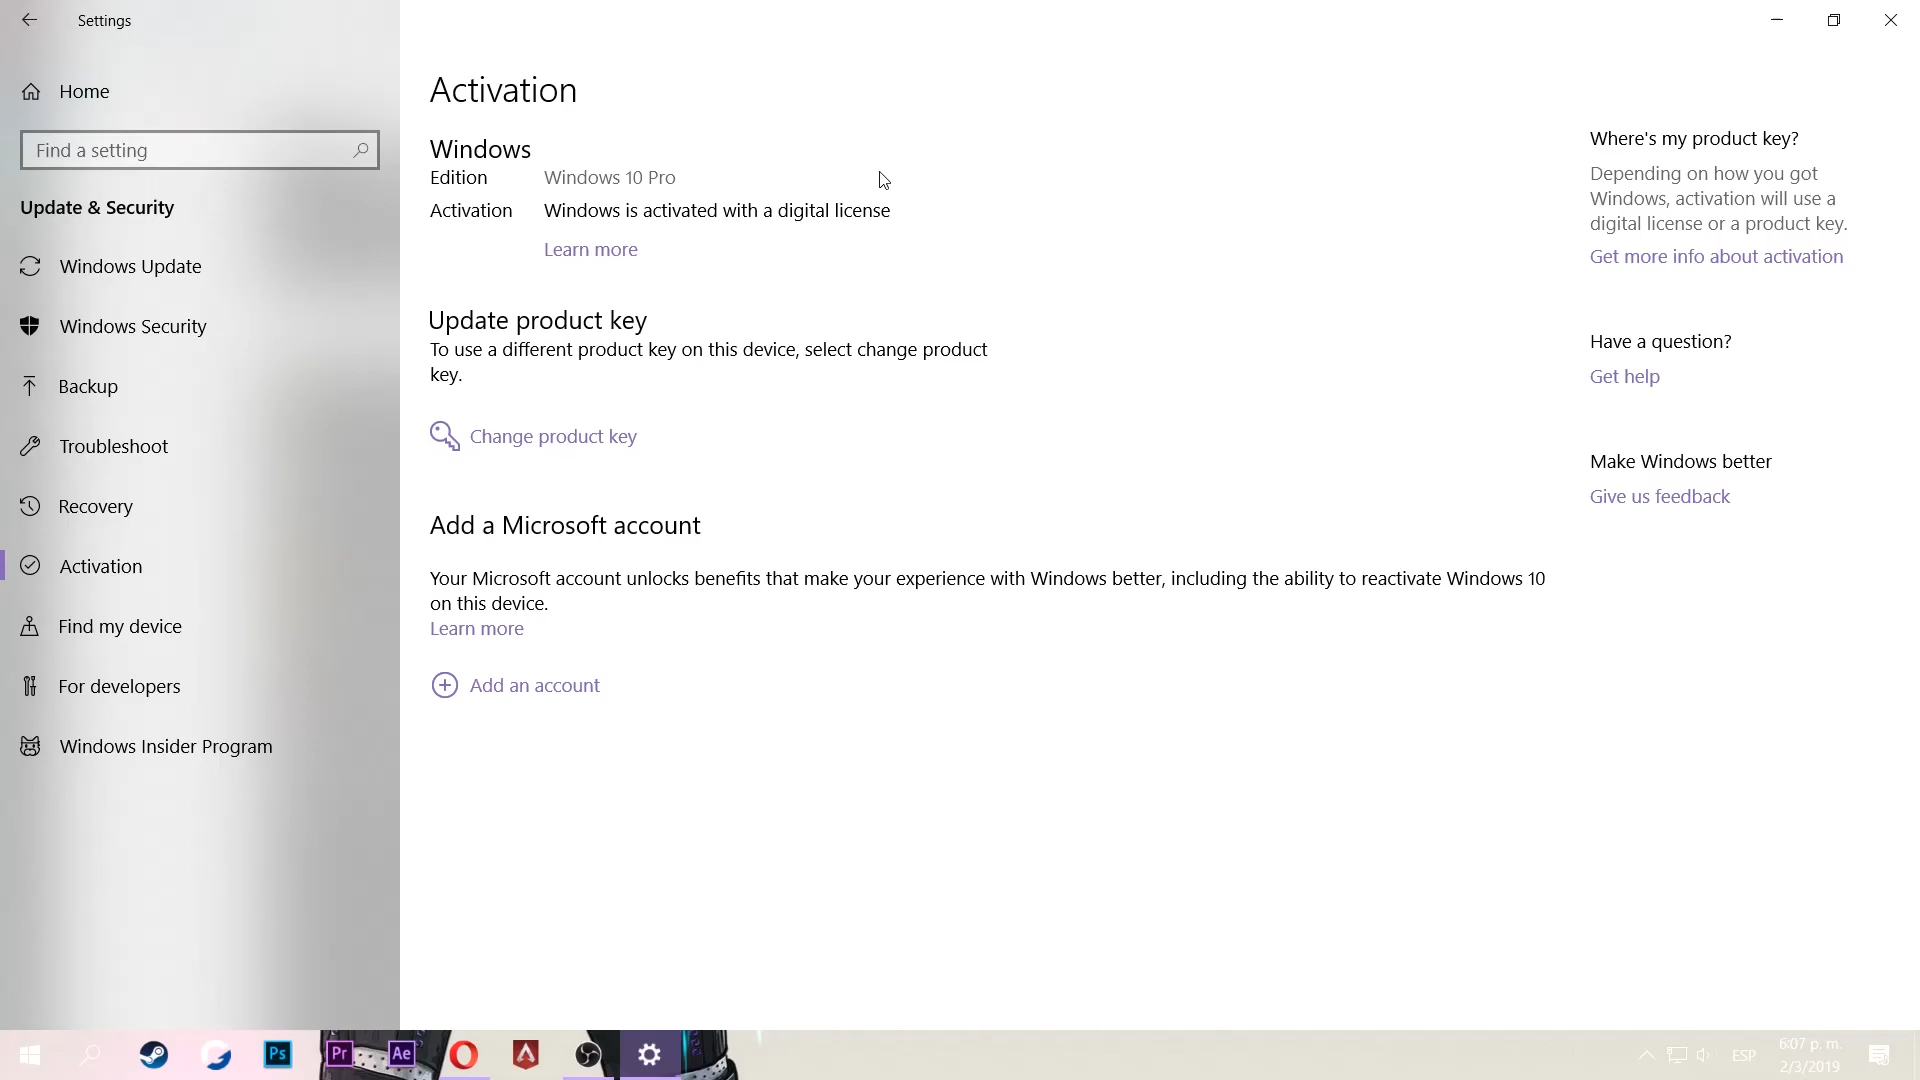 Settings
Home
Find a setting
Update & Security
Windows Update
Windows Security
Backup
Troubleshoot
Recovery
Activation
Find my device
For developers
Windows Insider Program
Activation
Windows
Edition Windows 10 Pro
Activation Windows is activated with a digital license
Learn more
Update product key
To use a different product key on this device, select change product
key.
Change product key
Add a Microsoft account
Your Microsoft account unlocks benefits that make your experience with Windows better, including the ability to reactivate Windows 10
on this device.
Learn more
Add an account
Where's my product key?
Depending on how you got
Windows, activation will use a
digital license or a product key.
Get more info about activation
Have a question?
Get help
Make Windows better
Give us feedback
Ps
Pr
Ae
ESP
6:07 p. m.
2/3/2019